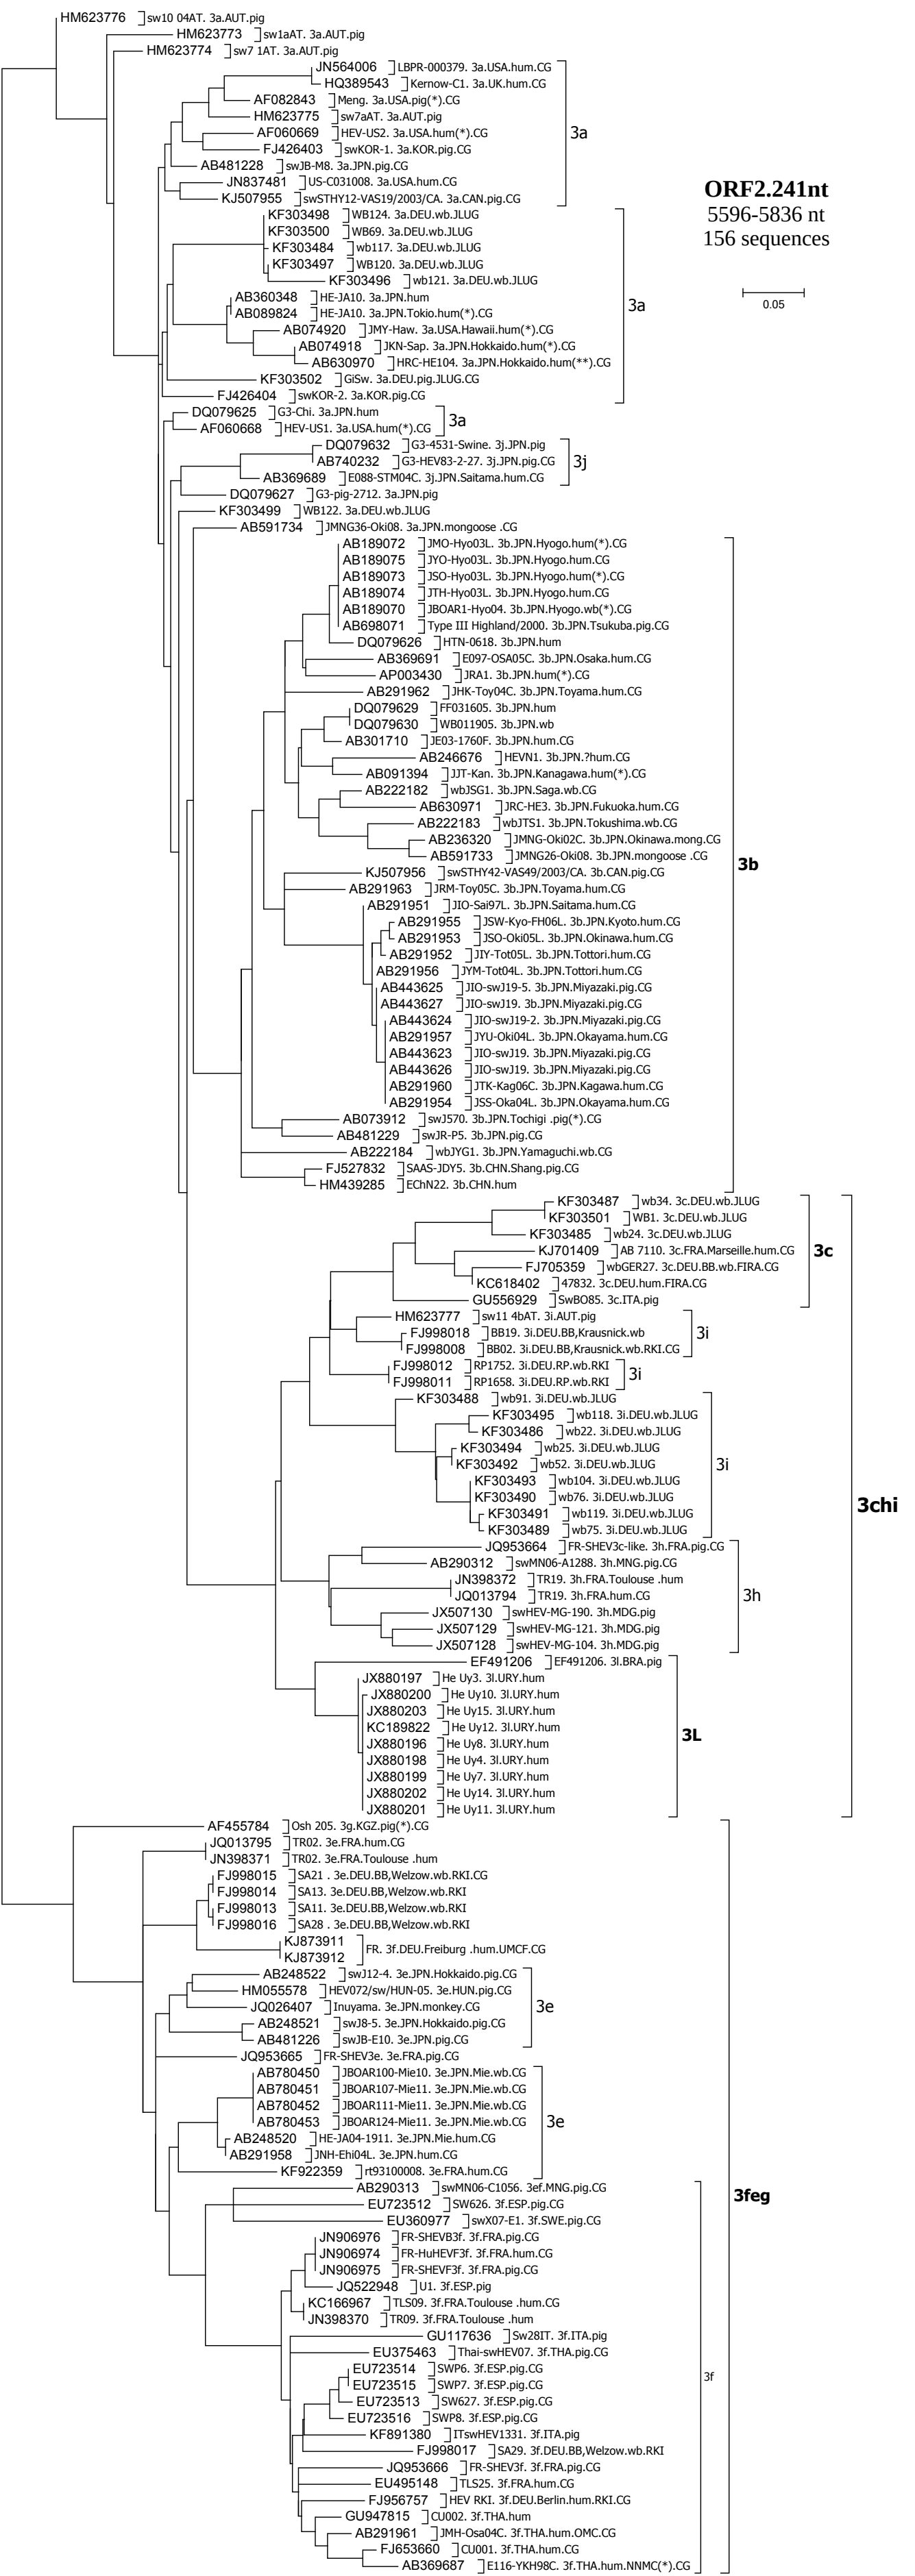 HM623776 sw10 04AT. 3a.AUT.pig
HM623773 sw1aAT. 3a.AUT.pig
HM623774 sw7 1AT. 3a.AUT.pig
JN564006 LBPR-000379. 3a.USA.hum.CG
HQ389543 Kernow-C1. 3a.UK.hum.CG
AF082843 Meng. 3a.USA.pig(*).CG
HM623775 sw7aAT. 3a.AUT.pig
AF060669 HEV-US2. 3a.USA.hum(*).CG
3a
FJ426403 swKOR-1. 3a.KOR.pig.CG
AB481228 swJB-M8. 3a.JPN.pig.CG
JN837481 US-C031008. 3a.USA.hum.CG
KJ507955 swSTHY12-VAS19/2003/CA. 3a.CAN.pig.CG
ORF2.241nt
5596-5836 nt
156 sequences
0.05
KF303498 WB124. 3a.DEU.wb.JLUG
KF303500 WB69. 3a.DEU.wb.JLUG
KF303484 wb117. 3a.DEU.wb.JLUG
KF303497 WB120. 3a.DEU.wb.JLUG
KF303496 wb121. 3a.DEU.wb.JLUG
AB360348 HE-JA10. 3a.JPN.hum
3a
AB089824 HE-JA10. 3a.JPN.Tokio.hum(*).CG
AB074920 JMY-Haw. 3a.USA.Hawaii.hum(*).CG
AB074918 JKN-Sap. 3a.JPN.Hokkaido.hum(*).CG
AB630970 HRC-HE104. 3a.JPN.Hokkaido.hum(**).CG
KF303502 GiSw. 3a.DEU.pig.JLUG.CG
FJ426404 swKOR-2. 3a.KOR.pig.CG
DQ079625 G3-Chi. 3a.JPN.hum
3a
AF060668 HEV-US1. 3a.USA.hum(*).CG
DQ079632 G3-4531-Swine. 3j.JPN.pig
AB740232 G3-HEV83-2-27. 3j.JPN.pig.CG
3j
AB369689 E088-STM04C. 3j.JPN.Saitama.hum.CG
DQ079627 G3-pig-2712. 3a.JPN.pig
KF303499 WB122. 3a.DEU.wb.JLUG
AB591734 JMNG36-Oki08. 3a.JPN.mongoose .CG
AB189072 JMO-Hyo03L. 3b.JPN.Hyogo.hum(*).CG
AB189075 JYO-Hyo03L. 3b.JPN.Hyogo.hum.CG
AB189073 JSO-Hyo03L. 3b.JPN.Hyogo.hum(*).CG
AB189074 JTH-Hyo03L. 3b.JPN.Hyogo.hum.CG
AB189070 JBOAR1-Hyo04. 3b.JPN.Hyogo.wb(*).CG
AB698071 Type III Highland/2000. 3b.JPN.Tsukuba.pig.CG
DQ079626 HTN-0618. 3b.JPN.hum
AB369691 E097-OSA05C. 3b.JPN.Osaka.hum.CG
AP003430 JRA1. 3b.JPN.hum(*).CG
AB291962 JHK-Toy04C. 3b.JPN.Toyama.hum.CG
DQ079629 FF031605. 3b.JPN.hum
DQ079630 WB011905. 3b.JPN.wb
AB301710 JE03-1760F. 3b.JPN.hum.CG
AB246676 HEVN1. 3b.JPN.?hum.CG
AB091394 JJT-Kan. 3b.JPN.Kanagawa.hum(*).CG
AB222182 wbJSG1. 3b.JPN.Saga.wb.CG
AB630971 JRC-HE3. 3b.JPN.Fukuoka.hum.CG
AB222183 wbJTS1. 3b.JPN.Tokushima.wb.CG
AB236320 JMNG-Oki02C. 3b.JPN.Okinawa.mong.CG
AB591733 JMNG26-Oki08. 3b.JPN.mongoose .CG
3b
KJ507956 swSTHY42-VAS49/2003/CA. 3b.CAN.pig.CG
AB291963 JRM-Toy05C. 3b.JPN.Toyama.hum.CG
AB291951 JIO-Sai97L. 3b.JPN.Saitama.hum.CG
AB291955 JSW-Kyo-FH06L. 3b.JPN.Kyoto.hum.CG
AB291953 JSO-Oki05L. 3b.JPN.Okinawa.hum.CG
AB291952 JIY-Tot05L. 3b.JPN.Tottori.hum.CG
AB291956 JYM-Tot04L. 3b.JPN.Tottori.hum.CG
AB443625 JIO-swJ19-5. 3b.JPN.Miyazaki.pig.CG
AB443627 JIO-swJ19. 3b.JPN.Miyazaki.pig.CG
AB443624 JIO-swJ19-2. 3b.JPN.Miyazaki.pig.CG
AB291957 JYU-Oki04L. 3b.JPN.Okayama.hum.CG
AB443623 JIO-swJ19. 3b.JPN.Miyazaki.pig.CG
AB443626 JIO-swJ19. 3b.JPN.Miyazaki.pig.CG
AB291960 JTK-Kag06C. 3b.JPN.Kagawa.hum.CG
AB291954 JSS-Oka04L. 3b.JPN.Okayama.hum.CG
AB073912 swJ570. 3b.JPN.Tochigi .pig(*).CG
AB481229 swJR-P5. 3b.JPN.pig.CG
AB222184 wbJYG1. 3b.JPN.Yamaguchi.wb.CG
FJ527832 SAAS-JDY5. 3b.CHN.Shang.pig.CG
HM439285 EChN22. 3b.CHN.hum
KF303487 wb34. 3c.DEU.wb.JLUG
KF303501 WB1. 3c.DEU.wb.JLUG
KF303485 wb24. 3c.DEU.wb.JLUG
KJ701409 AB 7110. 3c.FRA.Marseille.hum.CG
3c
FJ705359 wbGER27. 3c.DEU.BB.wb.FIRA.CG
KC618402 47832. 3c.DEU.hum.FIRA.CG
GU556929 SwBO85. 3c.ITA.pig
HM623777 sw11 4bAT. 3i.AUT.pig
FJ998018 BB19. 3i.DEU.BB,Krausnick.wb
3i
FJ998008 BB02. 3i.DEU.BB,Krausnick.wb.RKI.CG
FJ998012 RP1752. 3i.DEU.RP.wb.RKI
3i
FJ998011 RP1658. 3i.DEU.RP.wb.RKI
KF303488 wb91. 3i.DEU.wb.JLUG
KF303495 wb118. 3i.DEU.wb.JLUG
KF303486 wb22. 3i.DEU.wb.JLUG
KF303494 wb25. 3i.DEU.wb.JLUG
KF303492 wb52. 3i.DEU.wb.JLUG
3i
KF303493 wb104. 3i.DEU.wb.JLUG
KF303490 wb76. 3i.DEU.wb.JLUG
3chi
KF303491 wb119. 3i.DEU.wb.JLUG
KF303489 wb75. 3i.DEU.wb.JLUG
JQ953664 FR-SHEV3c-like. 3h.FRA.pig.CG
AB290312 swMN06-A1288. 3h.MNG.pig.CG
JN398372 TR19. 3h.FRA.Toulouse .hum
3h
JQ013794 TR19. 3h.FRA.hum.CG
JX507130 swHEV-MG-190. 3h.MDG.pig
JX507129 swHEV-MG-121. 3h.MDG.pig
JX507128 swHEV-MG-104. 3h.MDG.pig
EF491206 EF491206. 3l.BRA.pig
JX880197 He Uy3. 3l.URY.hum
JX880200 He Uy10. 3l.URY.hum
JX880203 He Uy15. 3l.URY.hum
KC189822 He Uy12. 3l.URY.hum
3L
JX880196 He Uy8. 3l.URY.hum
JX880198 He Uy4. 3l.URY.hum
JX880199 He Uy7. 3l.URY.hum
JX880202 He Uy14. 3l.URY.hum
JX880201 He Uy11. 3l.URY.hum
AF455784 Osh 205. 3g.KGZ.pig(*).CG
JQ013795 TR02. 3e.FRA.hum.CG
JN398371 TR02. 3e.FRA.Toulouse .hum
FJ998015 SA21 . 3e.DEU.BB,Welzow.wb.RKI.CG
FJ998014 SA13. 3e.DEU.BB,Welzow.wb.RKI
FJ998013 SA11. 3e.DEU.BB,Welzow.wb.RKI
FJ998016 SA28 . 3e.DEU.BB,Welzow.wb.RKI
KJ873911
FR. 3f.DEU.Freiburg .hum.UMCF.CG
KJ873912
AB248522 swJ12-4. 3e.JPN.Hokkaido.pig.CG
HM055578 HEV072/sw/HUN-05. 3e.HUN.pig.CG
JQ026407 Inuyama. 3e.JPN.monkey.CG
3e
AB248521 swJ8-5. 3e.JPN.Hokkaido.pig.CG
AB481226 swJB-E10. 3e.JPN.pig.CG
JQ953665 FR-SHEV3e. 3e.FRA.pig.CG
AB780450 JBOAR100-Mie10. 3e.JPN.Mie.wb.CG
AB780451 JBOAR107-Mie11. 3e.JPN.Mie.wb.CG
AB780452 JBOAR111-Mie11. 3e.JPN.Mie.wb.CG
AB780453 JBOAR124-Mie11. 3e.JPN.Mie.wb.CG
3e
AB248520 HE-JA04-1911. 3e.JPN.Mie.hum.CG
AB291958 JNH-Ehi04L. 3e.JPN.hum.CG
KF922359 rt93100008. 3e.FRA.hum.CG
3feg
AB290313 swMN06-C1056. 3ef.MNG.pig.CG
EU723512 SW626. 3f.ESP.pig.CG
EU360977 swX07-E1. 3f.SWE.pig.CG
JN906976 FR-SHEVB3f. 3f.FRA.pig.CG
JN906974 FR-HuHEVF3f. 3f.FRA.hum.CG
JN906975 FR-SHEVF3f. 3f.FRA.pig.CG
JQ522948 U1. 3f.ESP.pig
KC166967 TLS09. 3f.FRA.Toulouse .hum.CG
JN398370 TR09. 3f.FRA.Toulouse .hum
GU117636 Sw28IT. 3f.ITA.pig
EU375463 Thai-swHEV07. 3f.THA.pig.CG
EU723514 SWP6. 3f.ESP.pig.CG
3f
EU723515 SWP7. 3f.ESP.pig.CG
EU723513 SW627. 3f.ESP.pig.CG
EU723516 SWP8. 3f.ESP.pig.CG
KF891380 ITswHEV1331. 3f.ITA.pig
FJ998017 SA29. 3f.DEU.BB,Welzow.wb.RKI
JQ953666 FR-SHEV3f. 3f.FRA.pig.CG
EU495148 TLS25. 3f.FRA.hum.CG
FJ956757 HEV RKI. 3f.DEU.Berlin.hum.RKI.CG
GU947815 CU002. 3f.THA.hum
AB291961 JMH-Osa04C. 3f.THA.hum.OMC.CG
FJ653660 CU001. 3f.THA.hum.CG
AB369687 E116-YKH98C. 3f.THA.hum.NNMC(*).CG